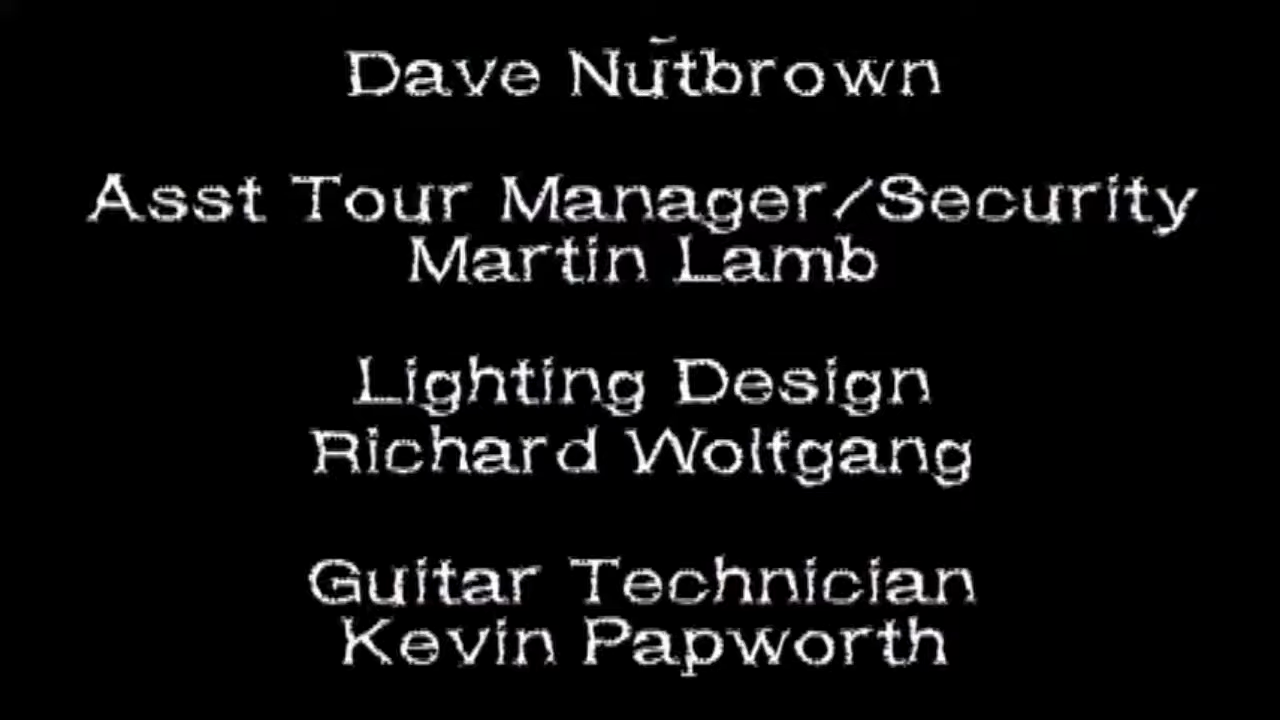 Dave Nutbrown
Asst Tour Manager/Security
Martin Lamb
Lighting Design
Richard Wolfgang
Guitar Technician
Kevin Papworth